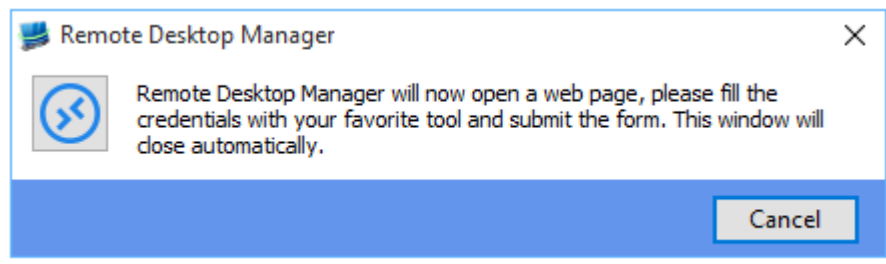 Remote Desktop Manager
Remote Desktop Manager will now open a web page, please fill the
credentials with your favorite tool and submit the form. This window will
close automatically.
Cancel